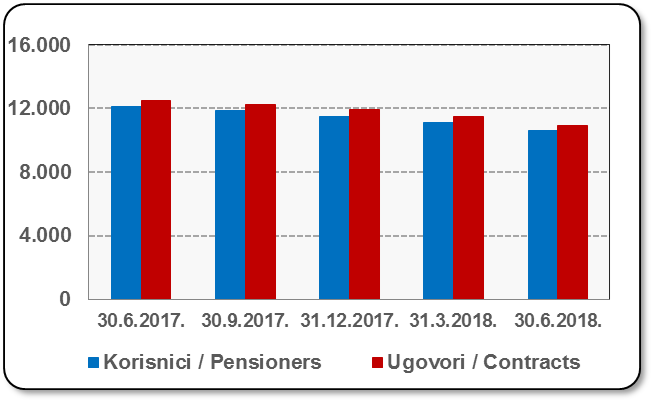 16.000
12.000
8.000
4.000
0
30.6.2017. 30.9.2017. 31.12.2017. 31.3.2018. 30.6.2018.
Korisnici / Pensioners Ugovori / Contracts